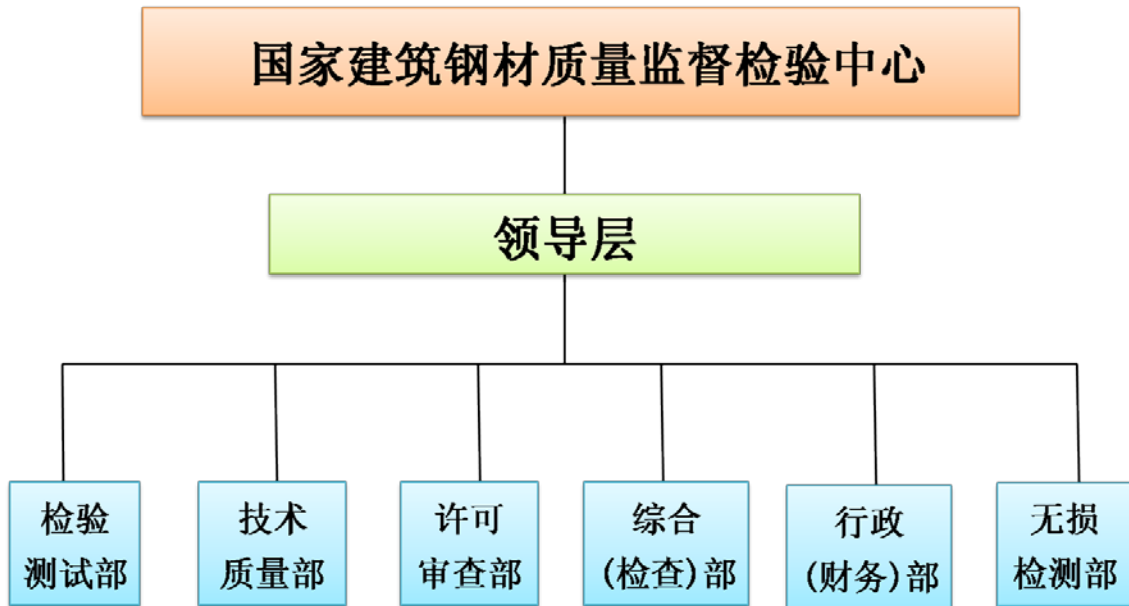 国家建筑钢材质量监督检验中心
领导层
检验
测试部
技术
质量部
许可
审查部
综合
(检查)部
行政
(财务)部
无损
检测部